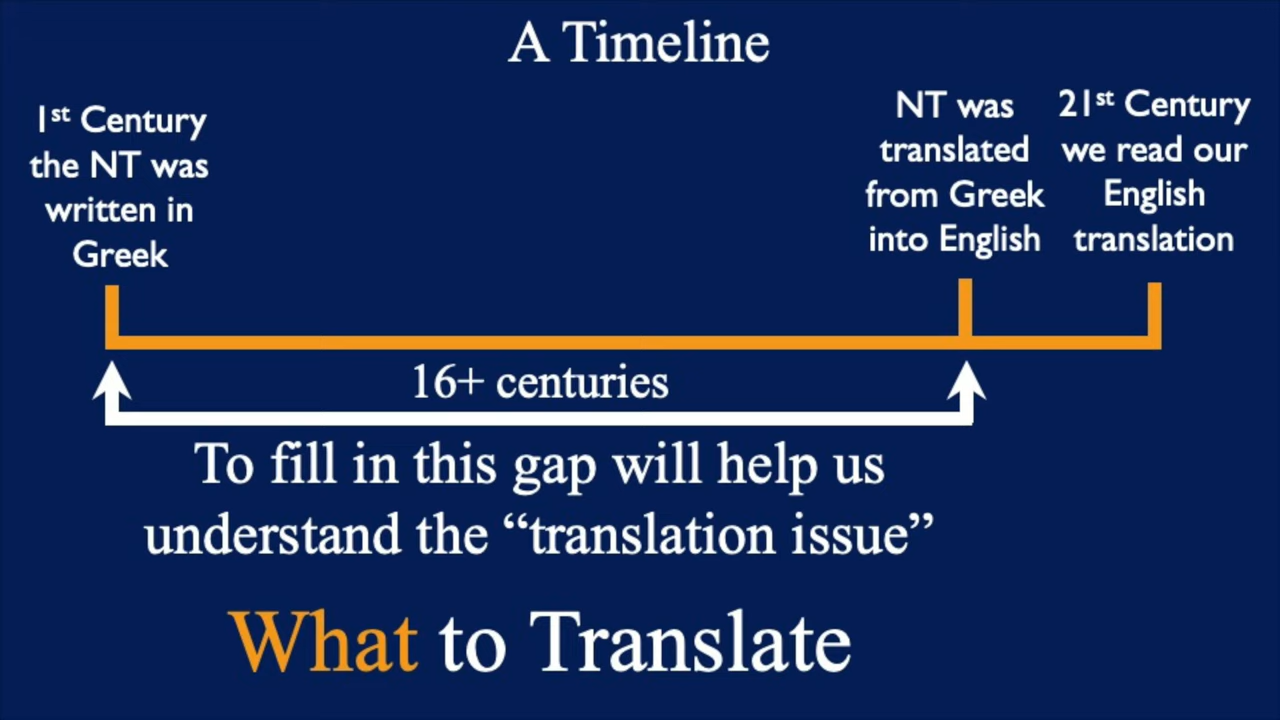 A Timeline
1st Century
the NT was
written in
Greek
NT was
translated
from Greek
into English
21st Century
we read our
English
translation
16+ centuries
To fill in this gap will help us
understand the “translation issue”
What to Translate